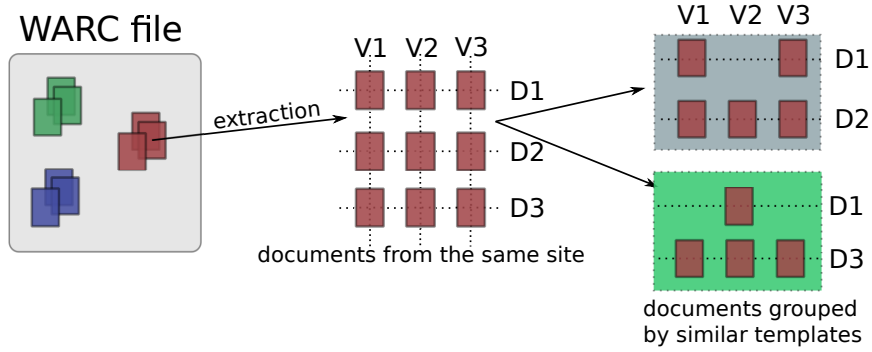 WARC file
extraction
V1 V2 V3
D1
D2
D3
documents from the same site
V1 V2 V3
D1
D2
D1
D3
documents grouped
by similar templates